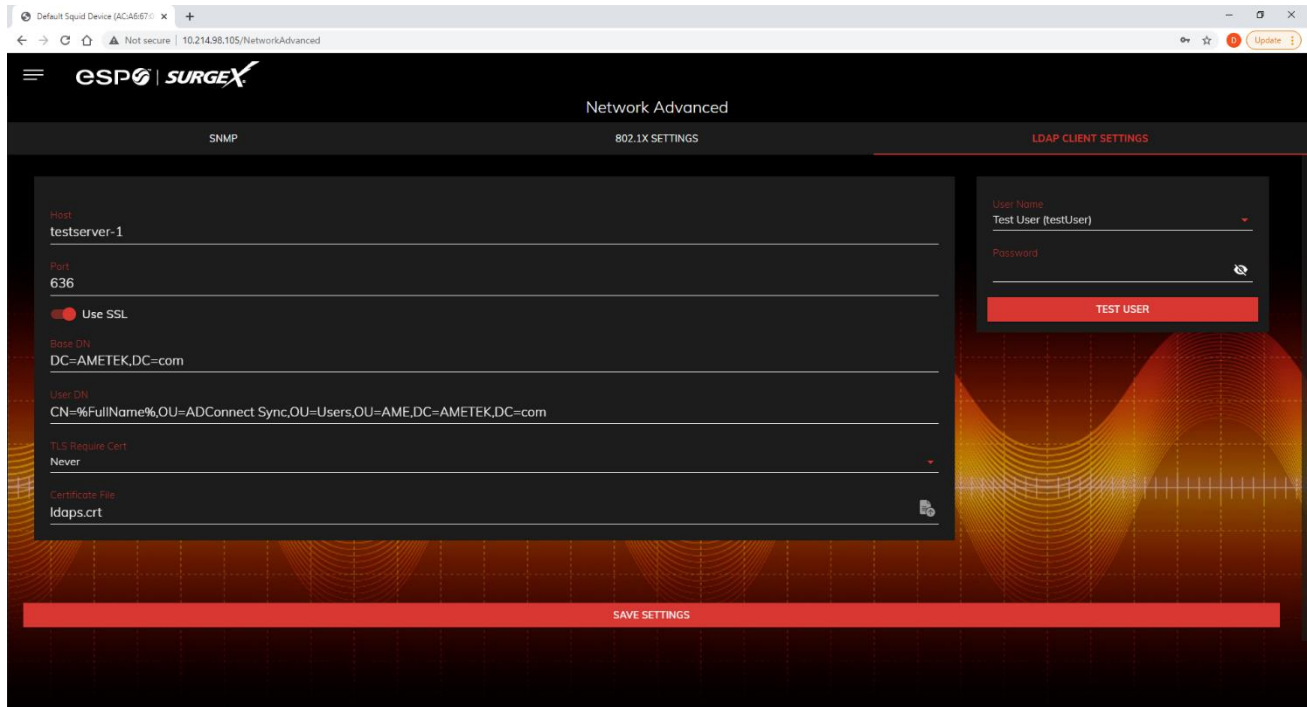 Default Squid Device (AC:A6:67:0
Not secure | 10.214.98.105/NetworkAdvanced
D
Update
esp | SURGEX
Network Advanced
SNMP
802.1X SETTINGS
LDAP CLIENT SETTINGS
Host
testserver-1
Port
636
Use SSL
Base DN
DC=AMETEK,DC=com
User DN
CN=%FullName%,OU=ADConnect Sync,OU=Users,OU=AME,DC=AMETEK,DC=com
TLS Require Cert
Never
Certificate File
ldaps.crt
User Name
Test User (testUser)
Password
TEST USER
SAVE SETTINGS